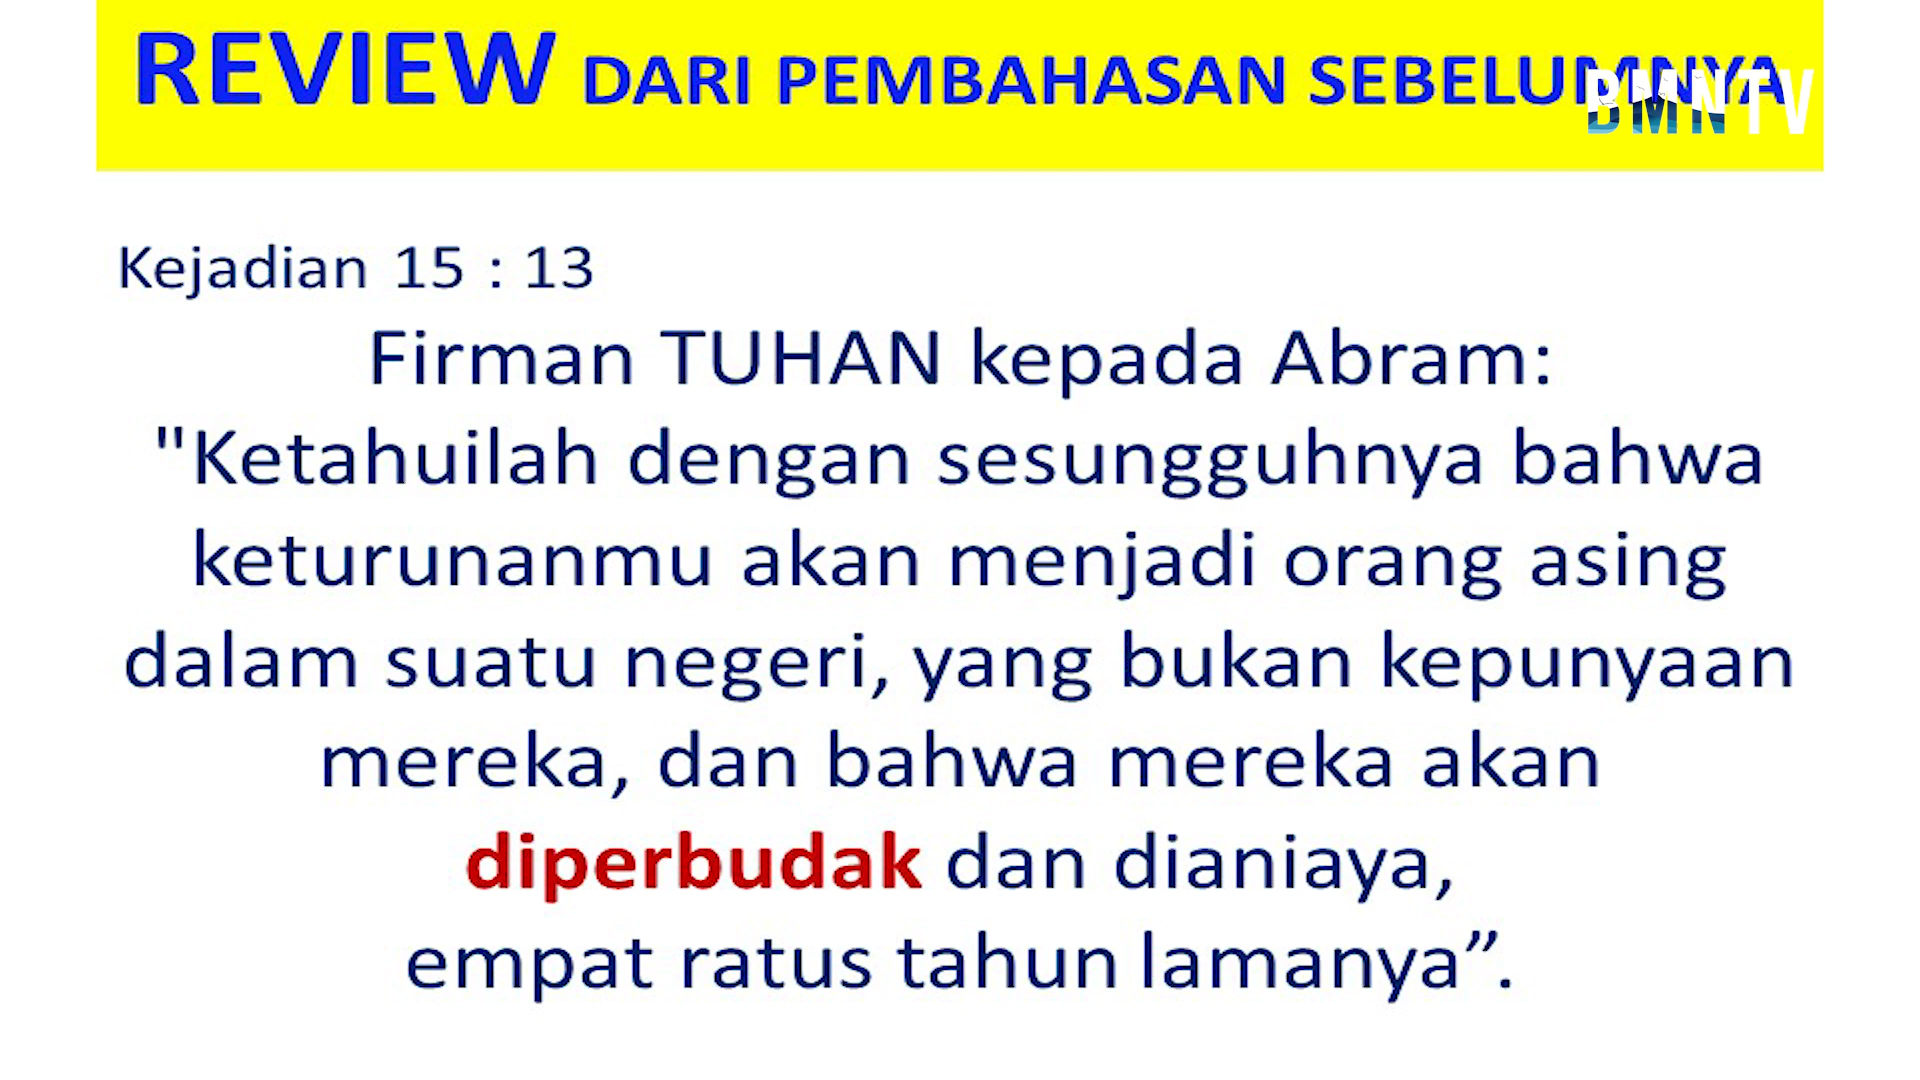 REVIEW DARI PEMBAHASAN SEBELUMNYA
BMNTV
Kejadian 15 : 13
Firman TUHAN kepada Abram:
"Ketahuilah dengan sesungguhnya bahwa
keturunanmu akan menjadi orang asing
dalam suatu negeri, yang bukan kepunyaan
mereka, dan bahwa mereka akan
diperbudak dan dianiaya,
empat ratus tahun lamanya”.